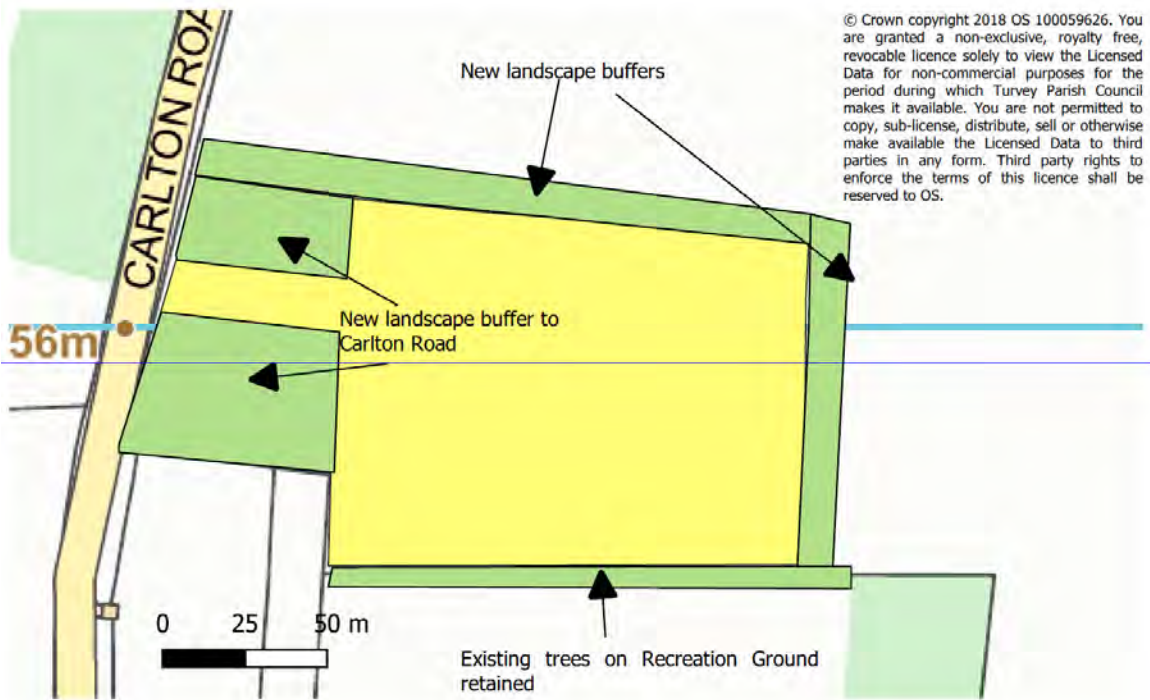 © Crown copyright 2018 OS 100059626. You
are granted a non-exclusive, royalty free,
revocable licence solely to view the Licensed
Data for non-commercial purposes for the
period during which Turvey Parish Council
makes it available. You are not permitted to
copy, sub-license, distribute, sell or otherwise
make available the Licensed Data to third
parties in any form. Third party rights to
enforce the terms of this licence shall be
reserved to OS.
New landscape buffers
CARLTON ROA
New landscape buffer to
Carlton Road
56m
0 25 50 m
Existing trees on Recreation Ground
retained